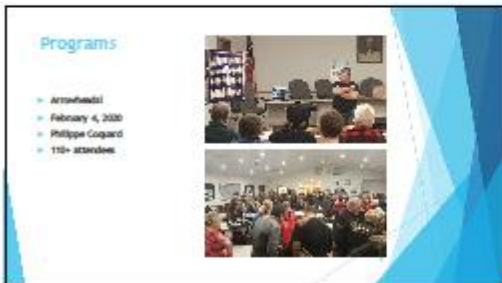 Programs
Arrowheads!
February 4, 2020
Philippe Coquard
110+ attendees